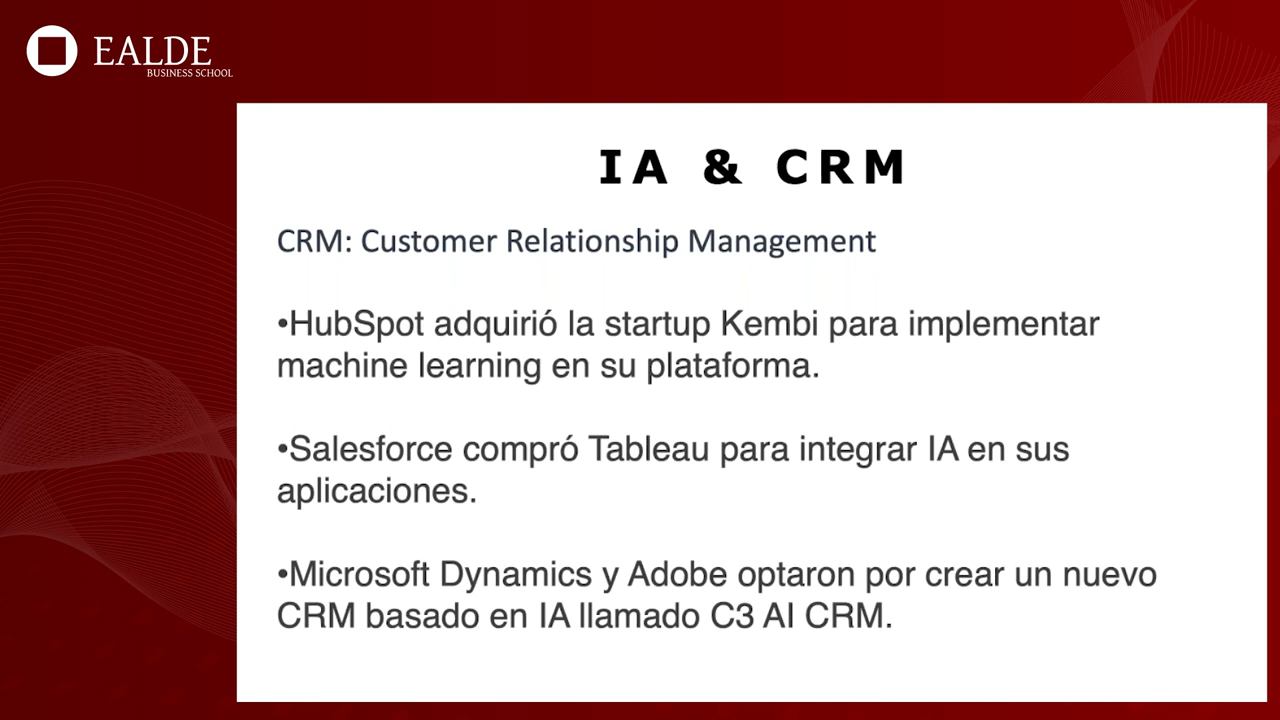 EALDE
BUSINESS SCHOOL
IA & CRM
CRM: Customer Relationship Management
•HubSpot adquirió la startup Kembi para implementar
machine learning en su plataforma.
•Salesforce compró Tableau para integrar IA en sus
aplicaciones.
•Microsoft Dynamics y Adobe optaron por crear un nuevo
CRM basado en IA llamado C3 AI CRM.